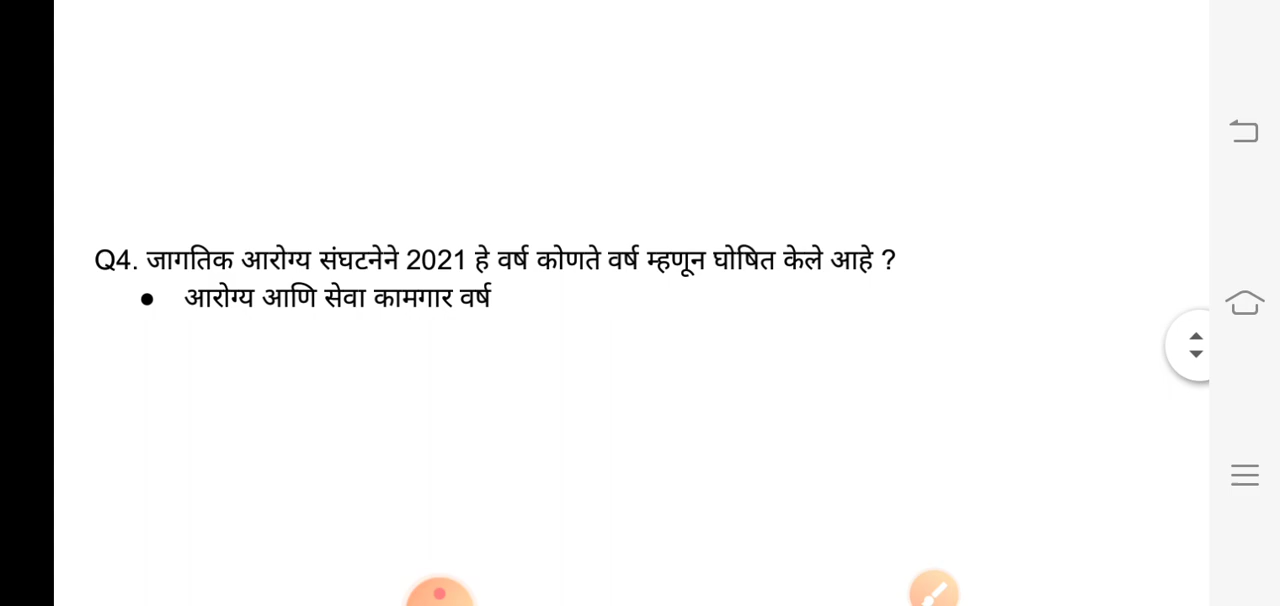 Q4. जागतिक आरोग्य संघटनेने 2021 हे वर्ष कोणते वर्ष म्हणून घोषित केले आहे ?
● आरोग्य आणि सेवा कामगार वर्ष